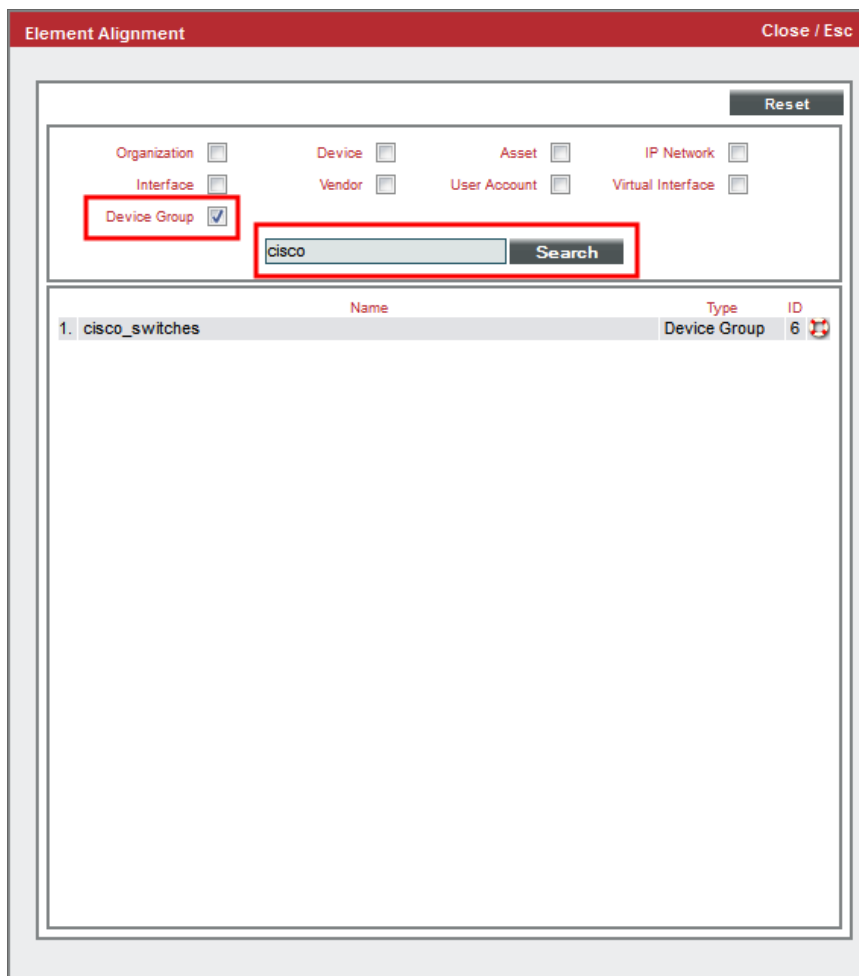 Element Alignment Close / Esc
Reset
Organization Device Asset IP Network
Interface Vendor User Account Virtual Interface
Device Group
cisco Search
Name Type ID
1. cisco_switches Device Group 6